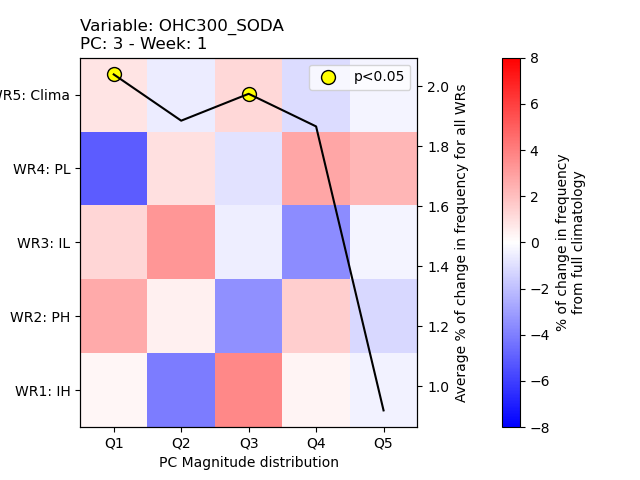 Variable: OHC300_SODA
PC: 3 - Week: 1
p<0.05
WR5: Clima
WR4: PL
WR3: IL
WR2: PH
WR1: IH
Q1 Q2 Q3 Q4 Q5
PC Magnitude distribution
2.0
1.8
1.6
1.4
1.2
1.0
Average % of change in frequency for all WRs
8
6
4
2
0
−2
−4
−6
−8
% of change in frequency
from full climatology